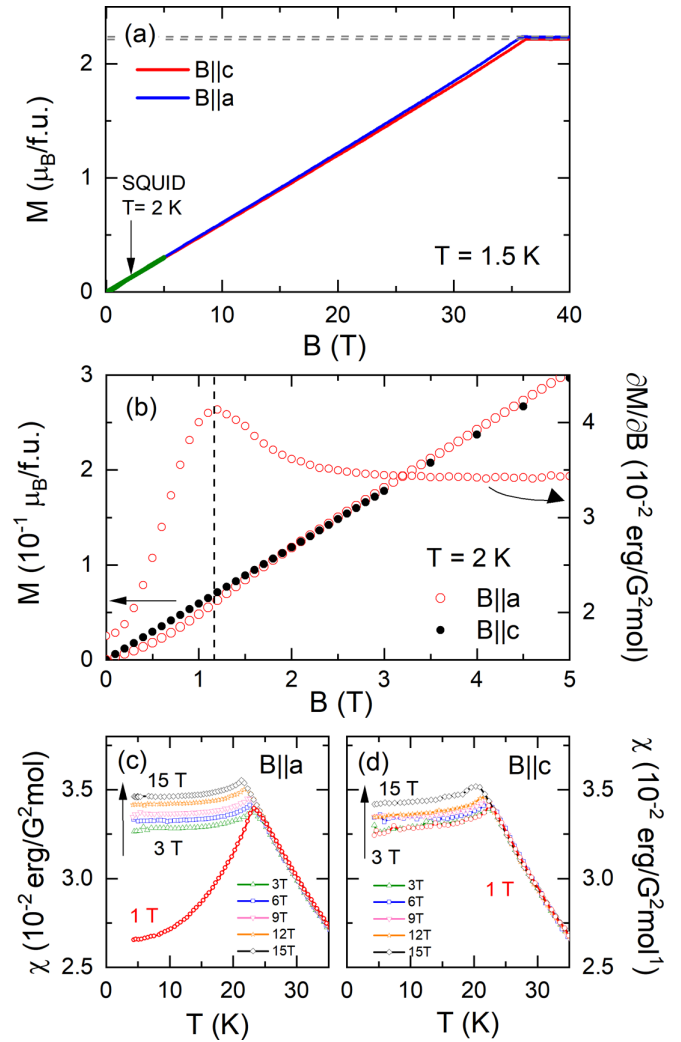 (a)
B||c
B||a
SQUID
T= 2 K
T = 1.5 K
M (μB/f.u.)
0
1
2
0 10 20 30 40
B (T)
(b)
T = 2 K
B||a
B||c
M (10⁻¹ μB/f.u.)
0
1
2
3
∂M/∂B (10⁻² erg/G²mol)
2
3
4
0 1 2 3 4 5
B (T)
(c)
B||a
15 T
3 T
1 T
3T
6T
9T
12T
15T
χ (10⁻² erg/G²mol)
2.5
3.0
3.5
0 10 20 30
T (K)
(d)
B||c
15 T
3 T
1 T
3T
6T
9T
12T
15T
χ (10⁻² erg/G²mol¹)
2.5
3.0
3.5
0 10 20 30
T (K)